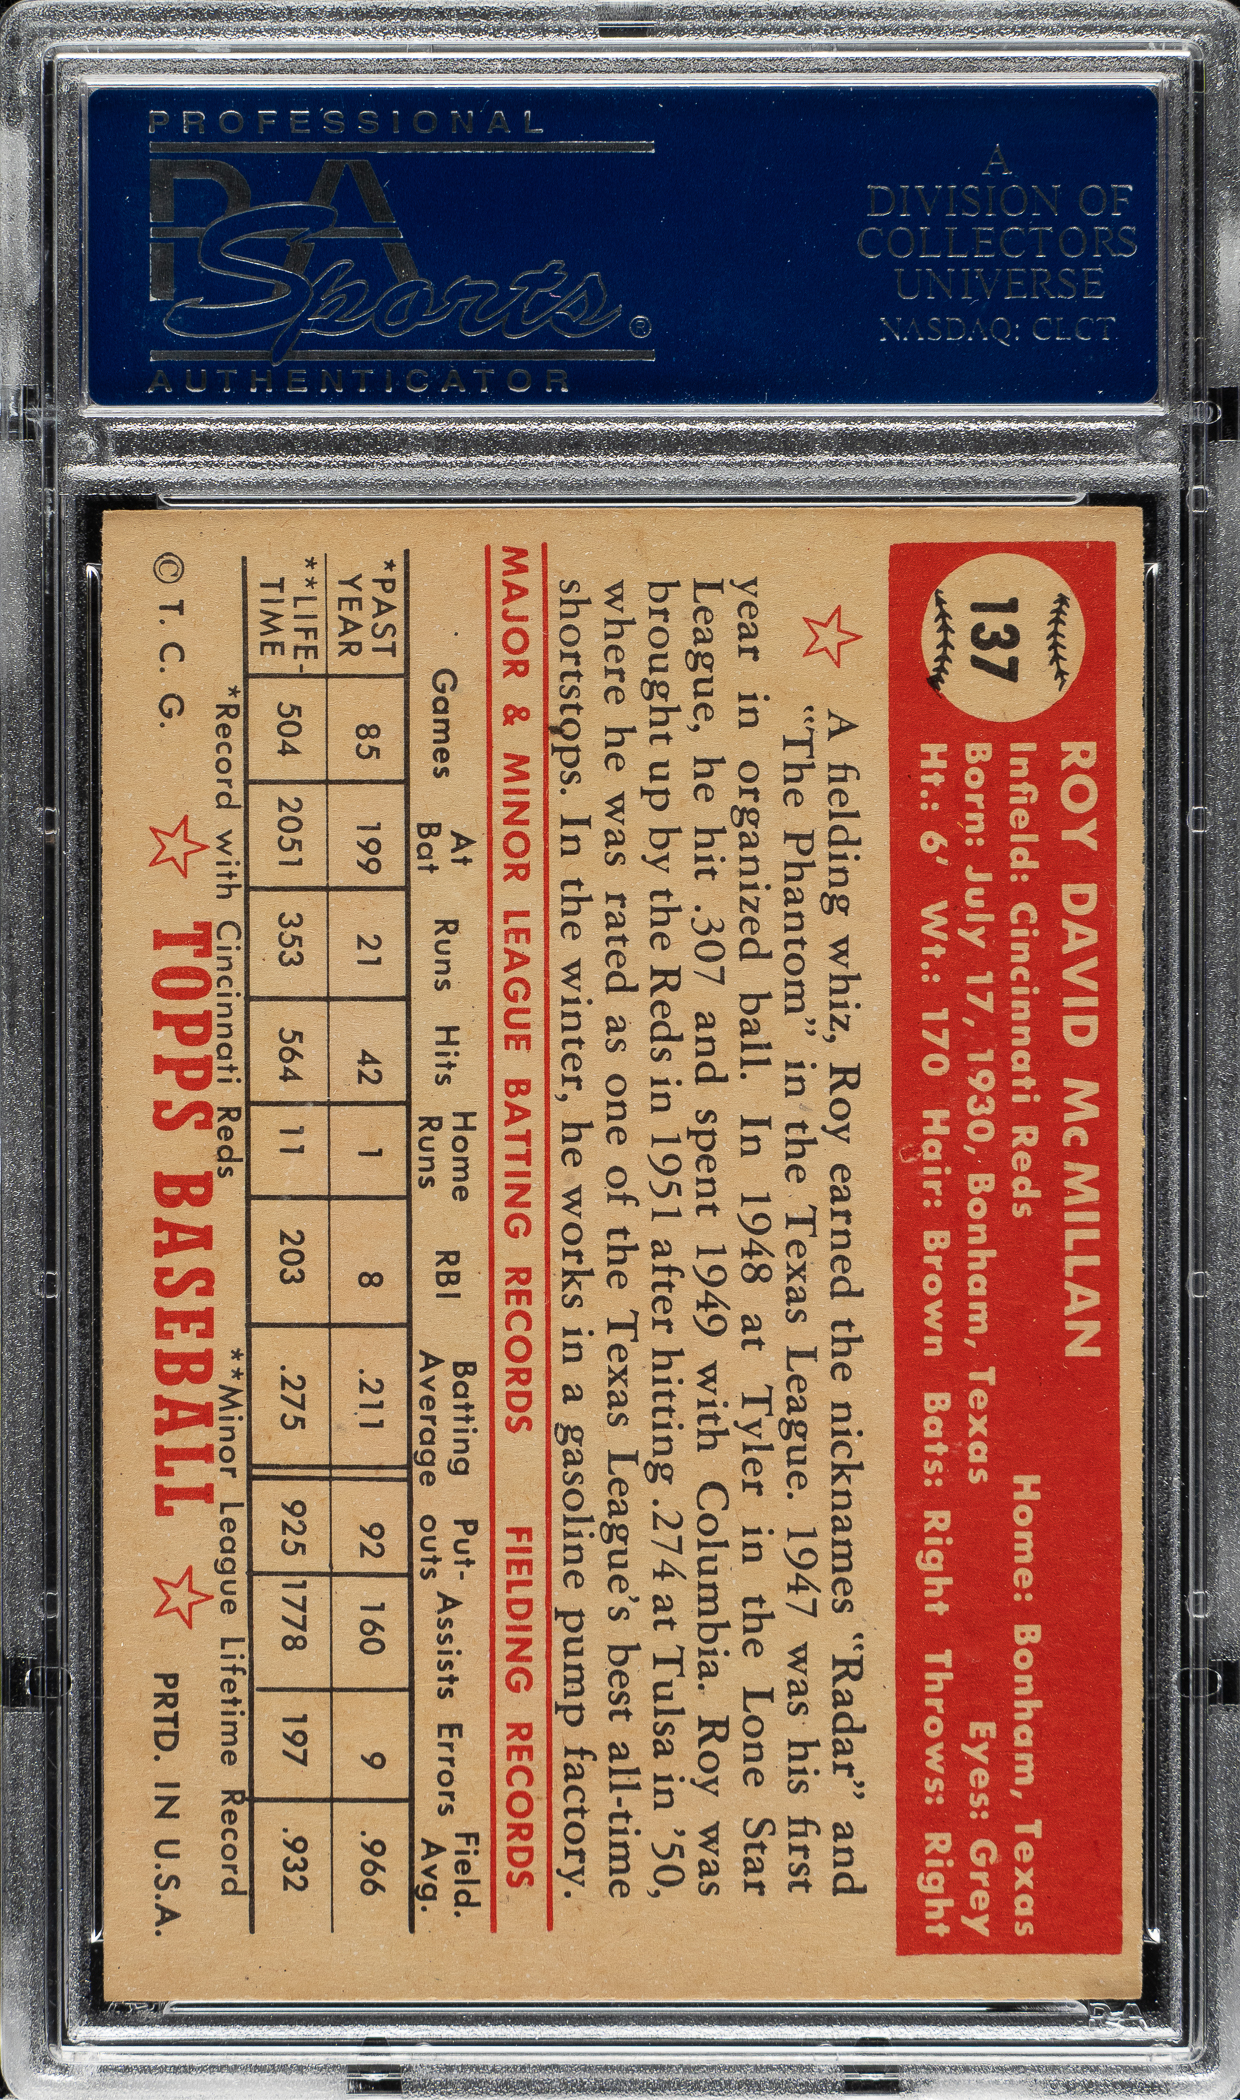 PROFESSIONAL
PSA
Sports®
AUTHENTICATOR
A
DIVISION OF
COLLECTORS
UNIVERSE
NASDAQ: CLCT
137
ROY DAVID McMILLAN
Infield: Cincinnati Reds Home: Bonham, Texas
Born: July 17, 1930, Bonham, Texas Eyes: Grey
Ht.: 6' Wt.: 170 Hair: Brown Bats: Right Throws: Right
A fielding whiz, Roy earned the nicknames "Radar" and
"The Phantom" in the Texas League. 1947 was his first
year in organized ball. In 1948 at Tyler in the Lone Star
League, he hit .307 and spent 1949 with Columbia. Roy was
brought up by the Reds in 1951 after hitting .274 at Tulsa in '50,
where he was rated as one of the Texas League's best all-time
shortstops. In the winter, he works in a gasoline pump factory.
MAJOR & MINOR LEAGUE BATTING RECORDS FIELDING RECORDS
Games At Bat Runs Hits Home Runs RBI Batting Average Put-outs Assists Errors Field. Avg.
*PAST YEAR 85 199 21 42 1 8 .211 92 160 9 .966
**LIFE-TIME 504 2051 353 564 11 203 .275 925 1778 197 .932
*Record with Cincinnati Reds **Minor League Lifetime Record
© T. C. G. TOPPS BASEBALL PRTD. IN U.S.A.
PSA